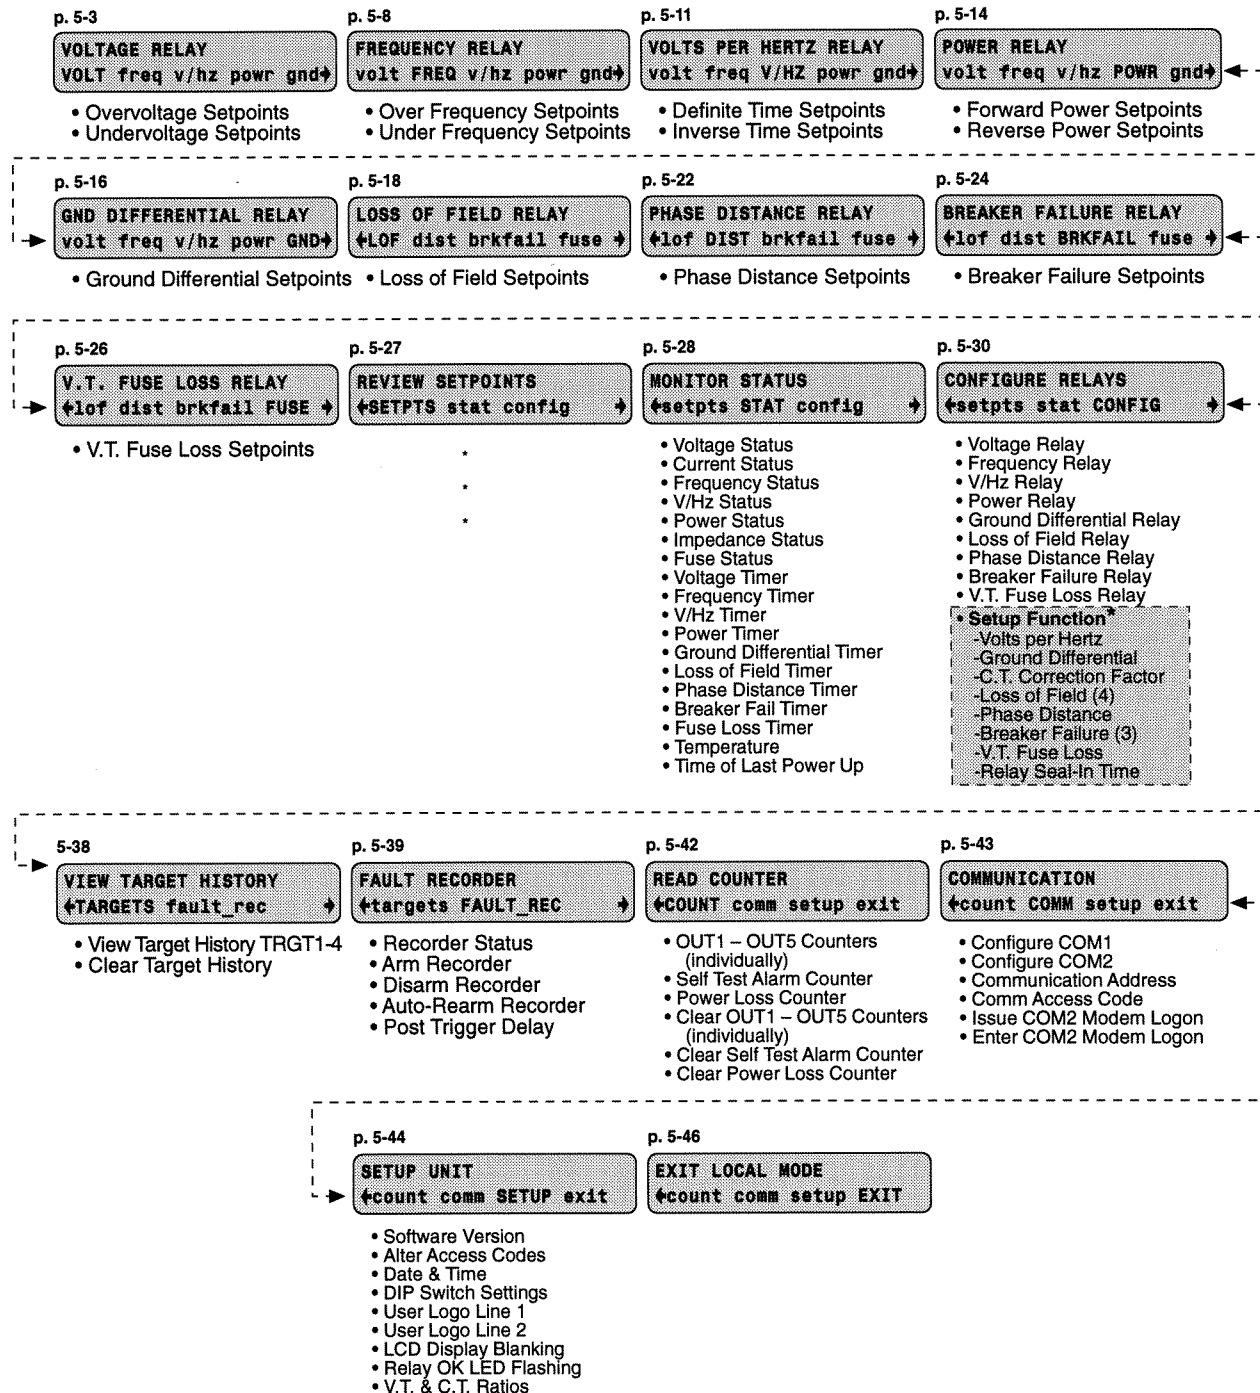 p. 5-3
VOLTAGE RELAY
VOLT freq v/hz powr gnd→
• Overvoltage Setpoints
• Undervoltage Setpoints
p. 5-8
FREQUENCY RELAY
volt FREQ v/hz powr gnd→
• Over Frequency Setpoints
• Under Frequency Setpoints
p. 5-11
VOLTS PER HERTZ RELAY
volt freq V/HZ powr gnd→
• Definite Time Setpoints
• Inverse Time Setpoints
p. 5-14
POWER RELAY
volt freq v/hz POWR gnd→
• Forward Power Setpoints
• Reverse Power Setpoints
p. 5-16
GND DIFFERENTIAL RELAY
volt freq v/hz powr GND→
• Ground Differential Setpoints
p. 5-18
LOSS OF FIELD RELAY
←LOF dist brkfail fuse →
• Loss of Field Setpoints
p. 5-22
PHASE DISTANCE RELAY
←lof DIST brkfail fuse →
• Phase Distance Setpoints
p. 5-24
BREAKER FAILURE RELAY
←lof dist BRKFAIL fuse →
• Breaker Failure Setpoints
p. 5-26
V.T. FUSE LOSS RELAY
←lof dist brkfail FUSE →
• V.T. Fuse Loss Setpoints
p. 5-27
REVIEW SETPOINTS
←SETPTS stat config →
*
*
*
p. 5-28
MONITOR STATUS
←setpts STAT config →
• Voltage Status
• Current Status
• Frequency Status
• V/Hz Status
• Power Status
• Impedance Status
• Fuse Status
• Voltage Timer
• Frequency Timer
• V/Hz Timer
• Power Timer
• Ground Differential Timer
• Loss of Field Timer
• Phase Distance Timer
• Breaker Fail Timer
• Fuse Loss Timer
• Temperature
• Time of Last Power Up
p. 5-30
CONFIGURE RELAYS
←setpts stat CONFIG →
• Voltage Relay
• Frequency Relay
• V/Hz Relay
• Power Relay
• Ground Differential Relay
• Loss of Field Relay
• Phase Distance Relay
• Breaker Failure Relay
• V.T. Fuse Loss Relay
• Setup Function*
-Volts per Hertz
-Ground Differential
-C.T. Correction Factor
-Loss of Field (4)
-Phase Distance
-Breaker Failure (3)
-V.T. Fuse Loss
-Relay Seal-In Time
5-38
VIEW TARGET HISTORY
←TARGETS fault_rec →
• View Target History TRGT1-4
• Clear Target History
p. 5-39
FAULT RECORDER
←targets FAULT_REC →
• Recorder Status
• Arm Recorder
• Disarm Recorder
• Auto-Rearm Recorder
• Post Trigger Delay
p. 5-42
READ COUNTER
←COUNT comm setup exit
• OUT1 – OUT5 Counters
(individually)
• Self Test Alarm Counter
• Power Loss Counter
• Clear OUT1 – OUT5 Counters
(individually)
• Clear Self Test Alarm Counter
• Clear Power Loss Counter
p. 5-43
COMMUNICATION
←count COMM setup exit
• Configure COM1
• Configure COM2
• Communication Address
• Comm Access Code
• Issue COM2 Modem Logon
• Enter COM2 Modem Logon
p. 5-44
SETUP UNIT
←count comm SETUP exit
• Software Version
• Alter Access Codes
• Date & Time
• DIP Switch Settings
• User Logo Line 1
• User Logo Line 2
• LCD Display Blanking
• Relay OK LED Flashing
• V.T. & C.T. Ratios
p. 5-46
EXIT LOCAL MODE
←count comm setup EXIT